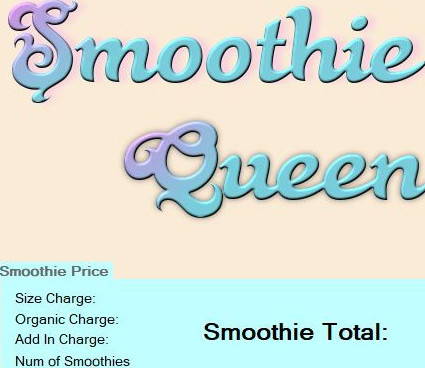 Smoothie
Queen
Smoothie Price
Size Charge:
Organic Charge:
Add In Charge:
Smoothie Total:
Num of Smoothies